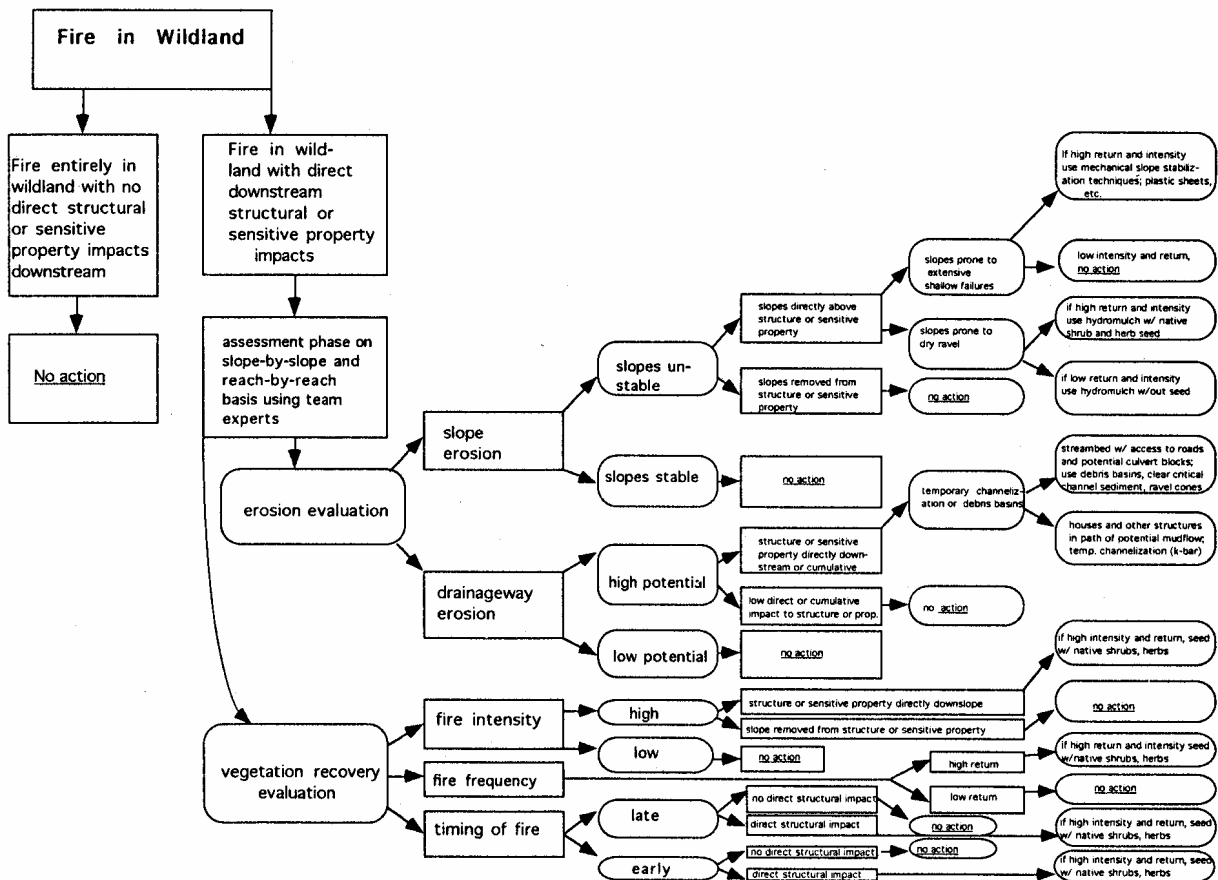 Fire in Wildland
Fire entirely in
wildland with no
direct structural
or sensitive
property impacts
downstream
No action
Fire in wild-
land with direct
downstream
structural or
sensitive property
impacts
assessment phase on
slope-by-slope and
reach-by-reach
basis using team
experts
erosion evaluation
slope
erosion
slopes un-
stable
slopes directly above
structure or sensitive
property
slopes prone to
extensive
shallow failures
if high return and intensity
use mechanical slope stabiliz-
ation techniques; plastic sheets,
etc.
low intensity and return,
no action
slopes prone to
dry ravel
if high return and intensity
use hydromulch w/ native
shrub and herb seed
if low return and intensity
use hydromulch w/out seed
slopes removed from
structure or sensitive
property
no action
slopes stable
no action
drainageway
erosion
high potential
structure or sensitive
property directly down-
stream or cumulative
temporary channeliz-
ation or debris basins
streambed w/ access to roads
and potential culvert blocks;
use debris basins, clear critical
channel sediment, ravel cones
houses and other structures
in path of potential mudflow;
temp. channelization (k-bar)
low direct or cumulative
impact to structure or prop.
no action
low potential
no action
vegetation recovery
evaluation
fire intensity
high
structure or sensitive property directly downslope
if high intensity and return, seed
w/ native shrubs, herbs
slope removed from structure or sensitive property
no action
low
no action
fire frequency
high return
if high return and intensity seed
w/native shrubs, herbs
low return
no action
timing of fire
late
no direct structural impact
no action
direct structural impact
if high intensity and return, seed
w/ native shrubs, herbs
early
no direct structural impact
no action
direct structural impact
if high intensity and return, seed
w/ native shrubs, herbs